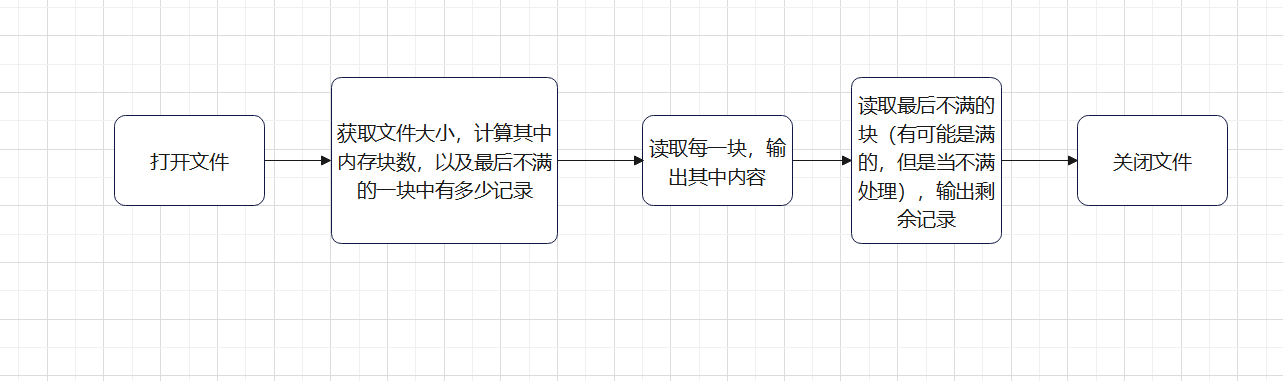 打开文件
获取文件大小，计算其中
内存块数，以及最后不满
的一块中有多少记录
读取每一块，输
出其中内容
读取最后不满的
块（有可能是满
的，但是当不满
处理），输出剩
余记录
关闭文件